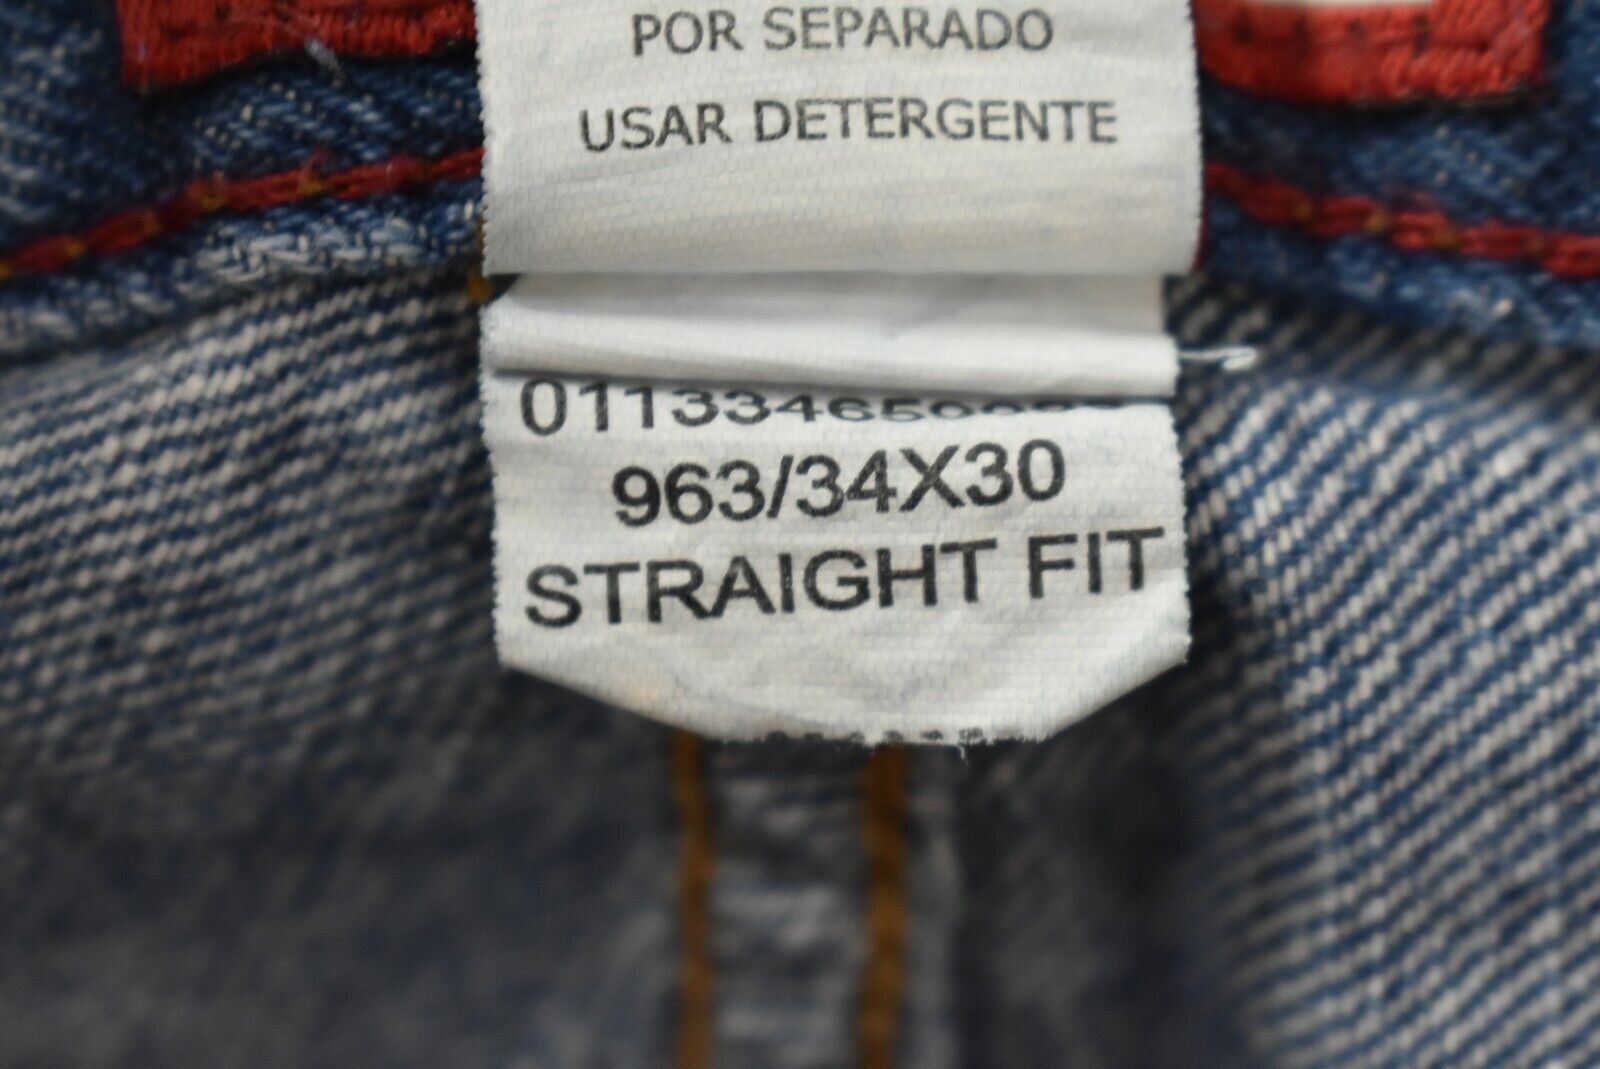 POR SEPARADO
USAR DETERGENTE
963/34X30
STRAIGHT FIT